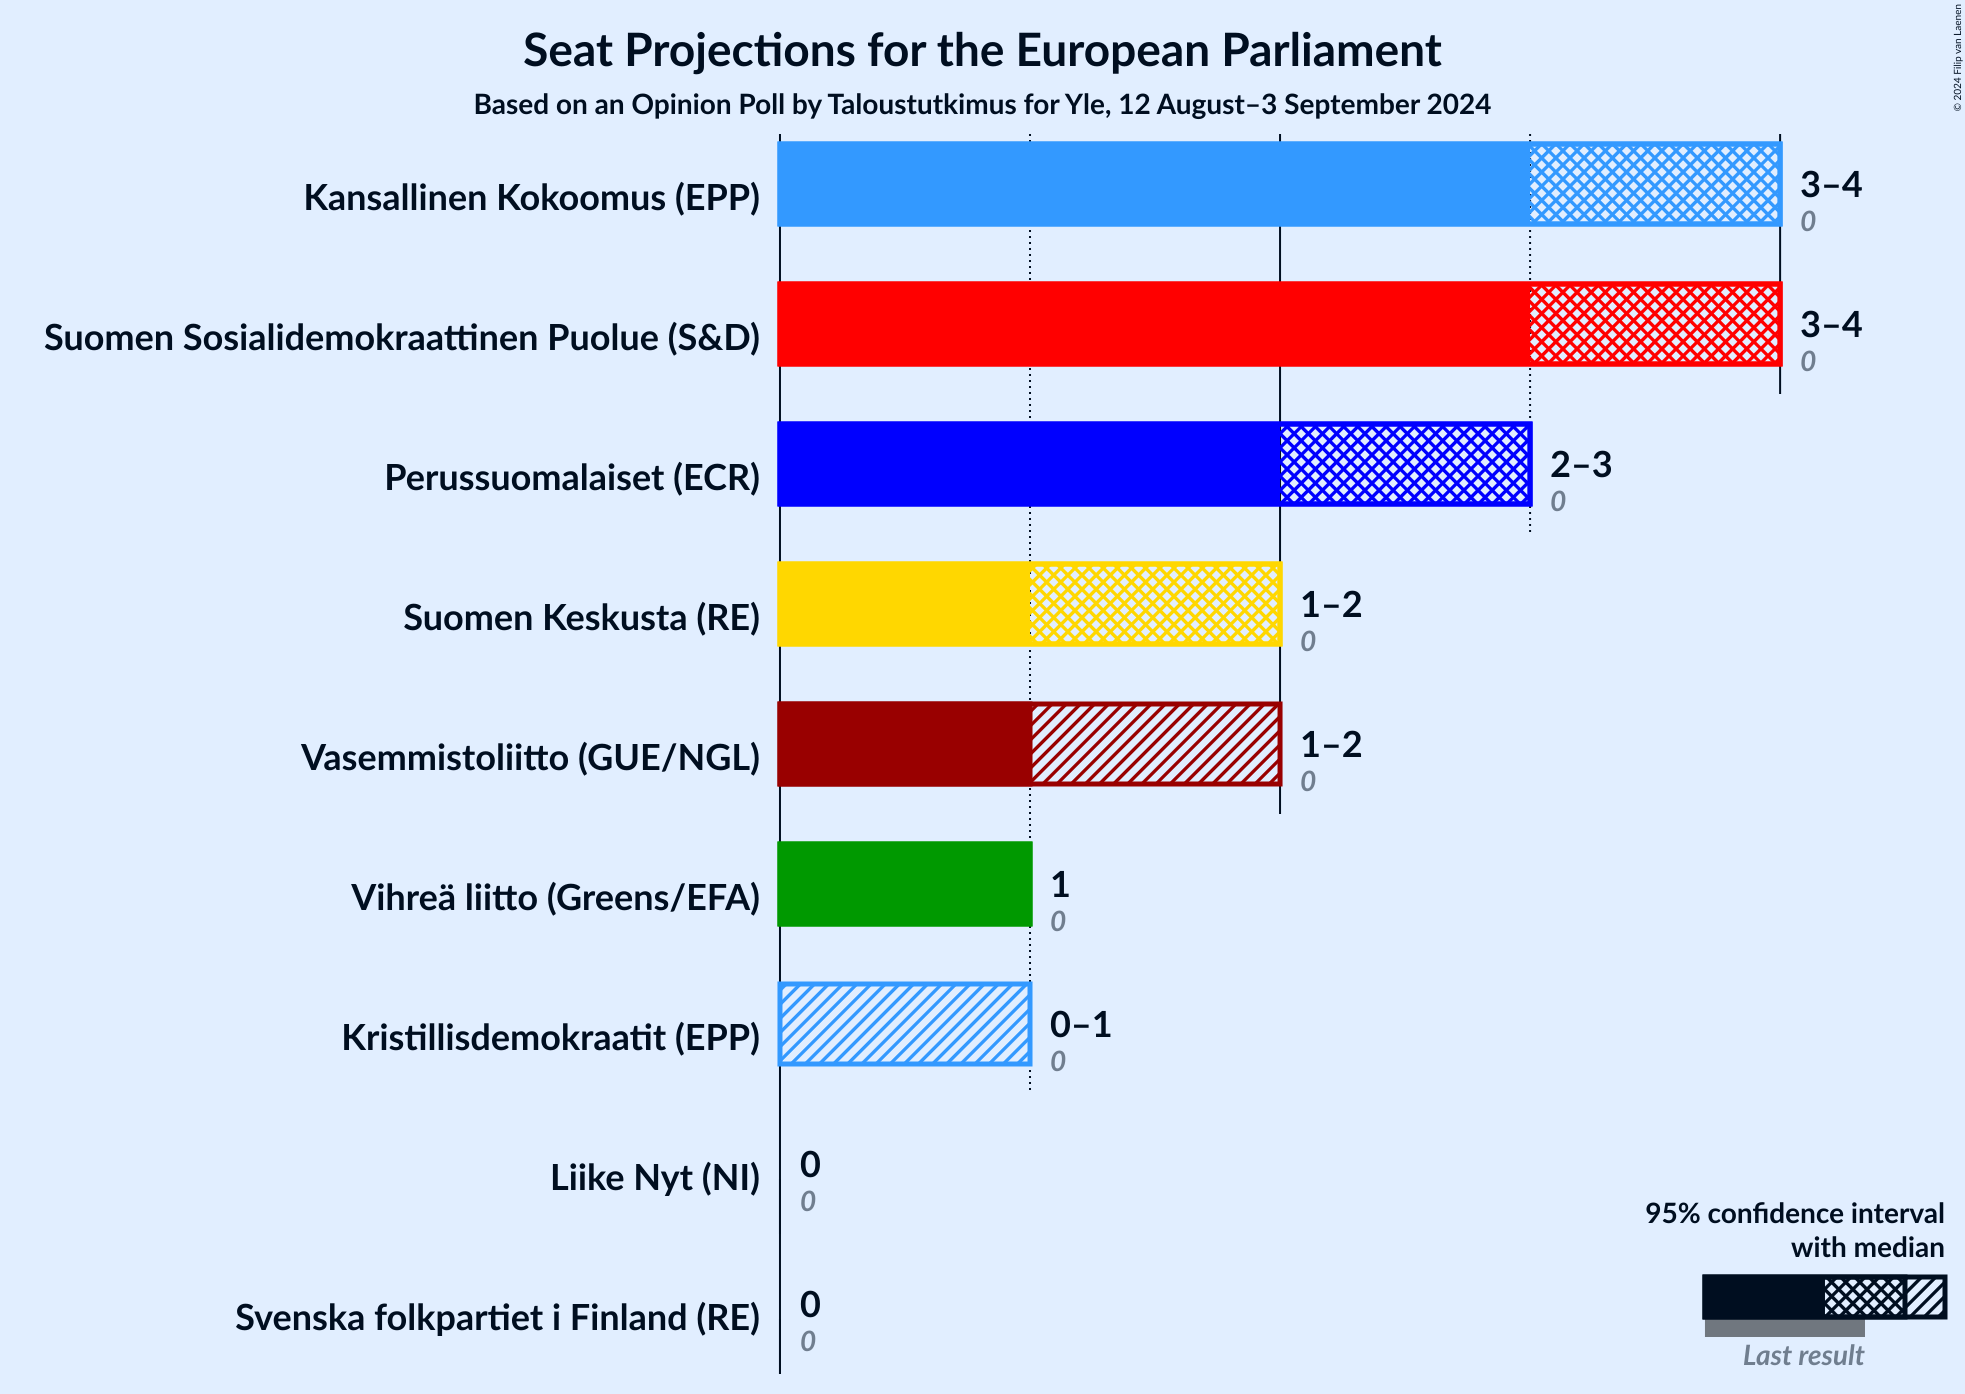 Seat Projections for the European Parliament
Based on an Opinion Poll by Taloustutkimus for Yle, 12 August–3 September 2024
© 2024 Filip van Laenen
Kansallinen Kokoomus (EPP)
3–4
0
Suomen Sosialidemokraattinen Puolue (S&D)
3–4
0
Perussuomalaiset (ECR)
2–3
0
Suomen Keskusta (RE)
1–2
0
Vasemmistoliitto (GUE/NGL)
1–2
0
Vihreä liitto (Greens/EFA)
1
0
Kristillisdemokraatit (EPP)
0–1
0
Liike Nyt (NI)
0
0
Svenska folkpartiet i Finland (RE)
0
0
95% confidence interval
with median
Last result